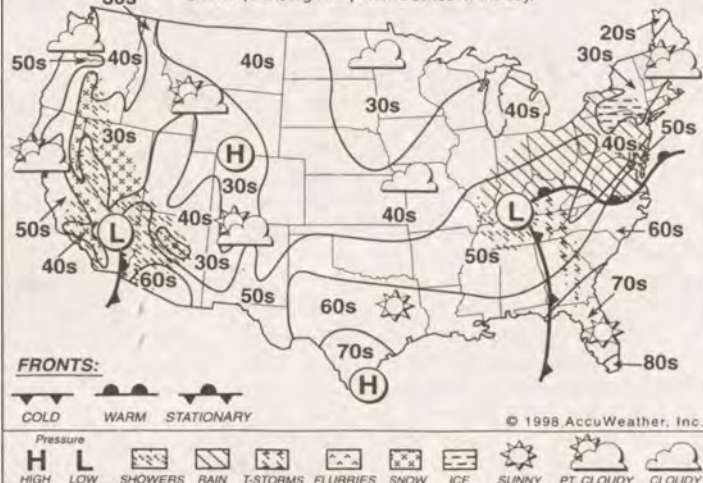 50s
40s
40s
20s
30s
50s
30s
40s
30s
40s
50s
H
30s
40s
L
60s
50s
L
40s
40s
30s
50s
70s
60s
50s
60s
70s
80s
H
FRONTS:
COLD WARM STATIONARY
© 1998 AccuWeather, Inc.
Pressure
H L
HIGH LOW SHOWERS RAIN T-STORMS FLURRIES SNOW ICE SUNNY PT. CLOUDY CLOUDY